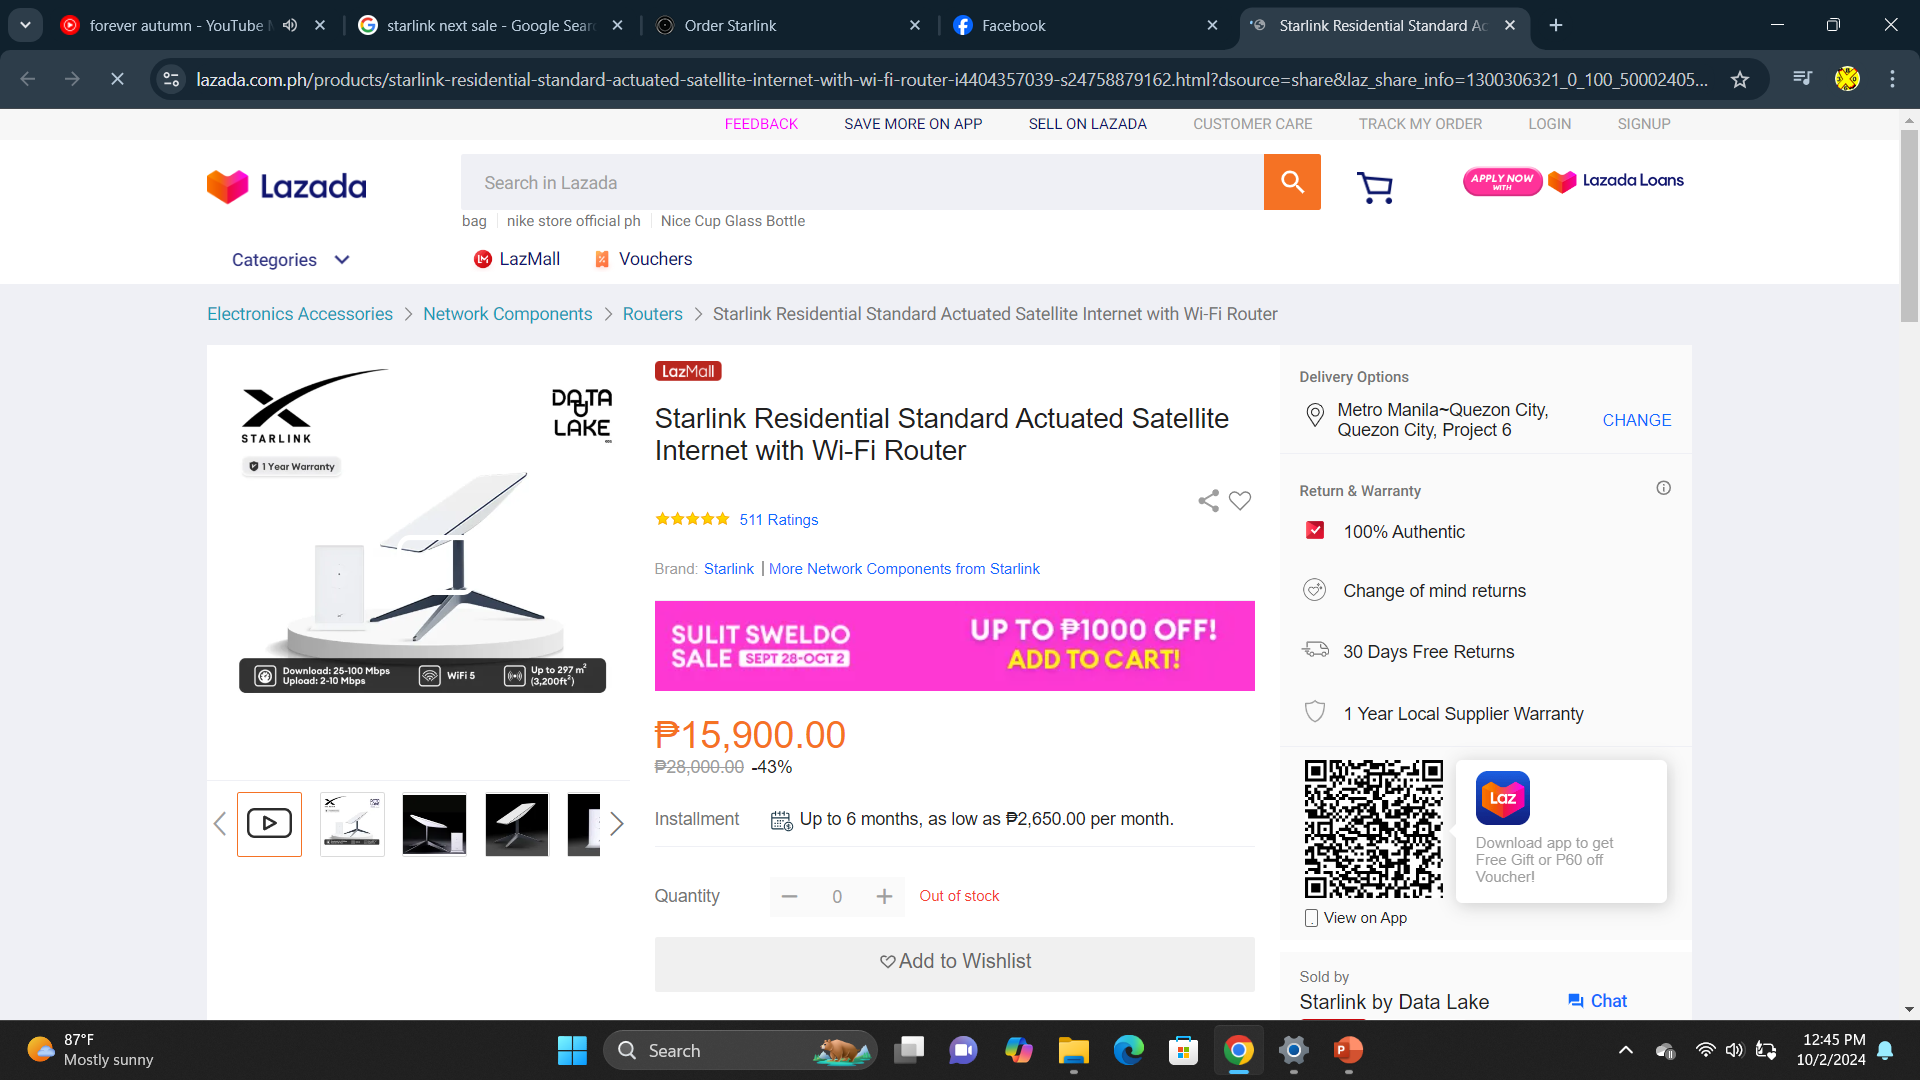 forever autumn - YouTube M
starlink next sale - Google Sear
Order Starlink
Facebook
Starlink Residential Standard Ac
lazada.com.ph/products/starlink-residential-standard-actuated-satellite-internet-with-wi-fi-router-i4404357039-s24758879162.html?dsource=share&laz_share_info=1300306321_0_100_50002405...
FEEDBACK SAVE MORE ON APP SELL ON LAZADA CUSTOMER CARE TRACK MY ORDER LOGIN SIGNUP
Lazada
Search in Lazada
APPLY NOW
WITH
Lazada Loans
bag nike store official ph Nice Cup Glass Bottle
Categories
LazMall
Vouchers
Electronics Accessories > Network Components > Routers > Starlink Residential Standard Actuated Satellite Internet with Wi-Fi Router
STARLINK
DATA
LAKE
1 Year Warranty
Download: 25-100 Mbps
Upload: 2-10 Mbps
WiFi 5
Up to 297 m²
(3,200ft²)
LazMall
Starlink Residential Standard Actuated Satellite
Internet with Wi-Fi Router
511 Ratings
Brand: Starlink | More Network Components from Starlink
SULIT SWELDO
SALE SEPT 28-OCT 2
UP TO ₱1000 OFF!
ADD TO CART!
₱15,900.00
₱28,000.00 -43%
Installment Up to 6 months, as low as ₱2,650.00 per month.
Quantity − 0 + Out of stock
Add to Wishlist
Delivery Options
Metro Manila~Quezon City,
Quezon City, Project 6
CHANGE
Return & Warranty
100% Authentic
Change of mind returns
30 Days Free Returns
1 Year Local Supplier Warranty
Laz
Download app to get
Free Gift or P60 off
Voucher!
View on App
Sold by
Starlink by Data Lake
Chat
87°F
Mostly sunny
Search
12:45 PM
10/2/2024